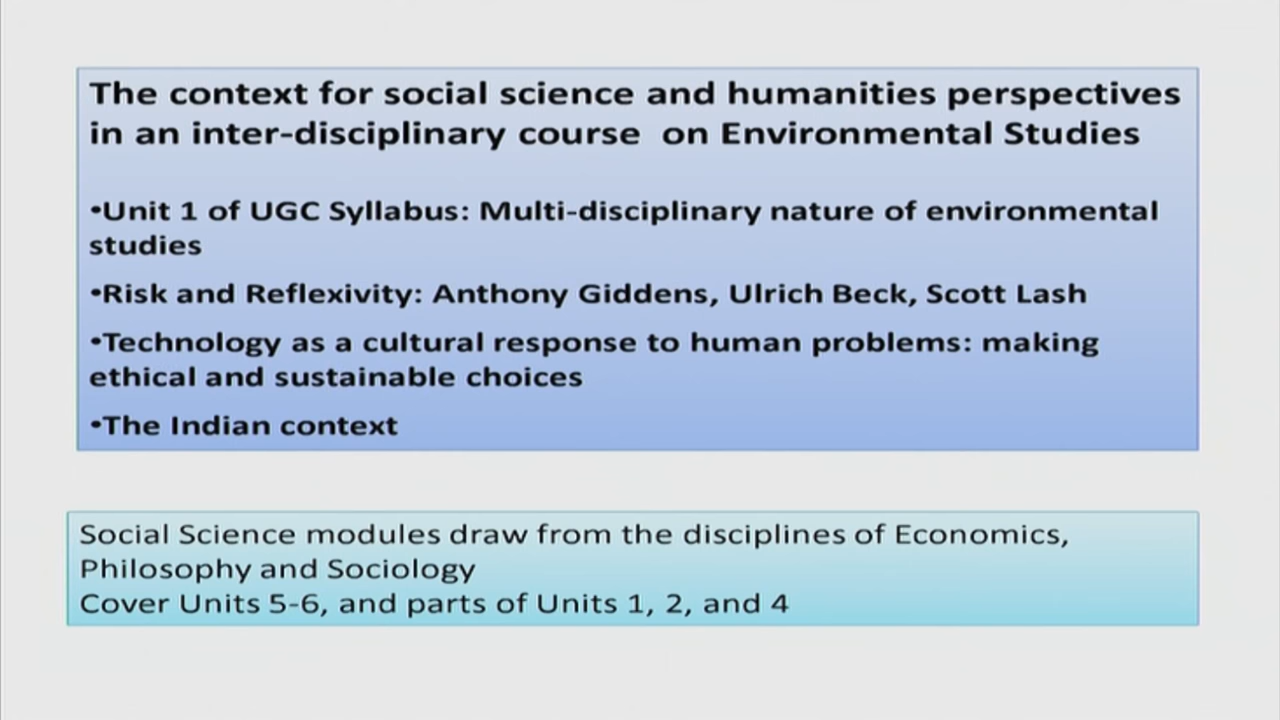 The context for social science and humanities perspectives
in an inter-disciplinary course on Environmental Studies
•Unit 1 of UGC Syllabus: Multi-disciplinary nature of environmental
studies
•Risk and Reflexivity: Anthony Giddens, Ulrich Beck, Scott Lash
•Technology as a cultural response to human problems: making
ethical and sustainable choices
•The Indian context
Social Science modules draw from the disciplines of Economics,
Philosophy and Sociology
Cover Units 5-6, and parts of Units 1, 2, and 4